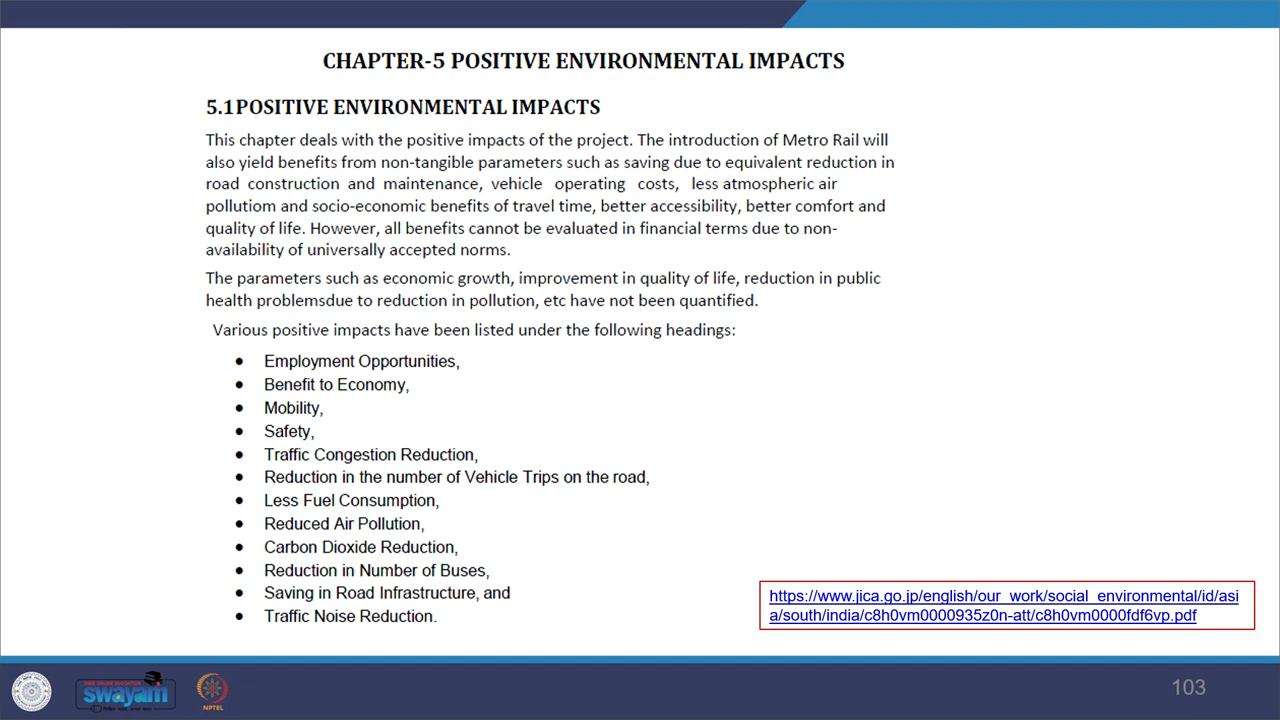 CHAPTER-5 POSITIVE ENVIRONMENTAL IMPACTS
5.1POSITIVE ENVIRONMENTAL IMPACTS
This chapter deals with the positive impacts of the project. The introduction of Metro Rail will
also yield benefits from non-tangible parameters such as saving due to equivalent reduction in
road construction and maintenance, vehicle operating costs, less atmospheric air
pollutiom and socio-economic benefits of travel time, better accessibility, better comfort and
quality of life. However, all benefits cannot be evaluated in financial terms due to non-
availability of universally accepted norms.
The parameters such as economic growth, improvement in quality of life, reduction in public
health problemsdue to reduction in pollution, etc have not been quantified.
Various positive impacts have been listed under the following headings:
• Employment Opportunities,
• Benefit to Economy,
• Mobility,
• Safety,
• Traffic Congestion Reduction,
• Reduction in the number of Vehicle Trips on the road,
• Less Fuel Consumption,
• Reduced Air Pollution,
• Carbon Dioxide Reduction,
• Reduction in Number of Buses,
• Saving in Road Infrastructure, and
• Traffic Noise Reduction.
https://www.jica.go.jp/english/our_work/social_environmental/id/asi
a/south/india/c8h0vm0000935z0n-att/c8h0vm0000fdf6vp.pdf
swayam
NPTEL
103